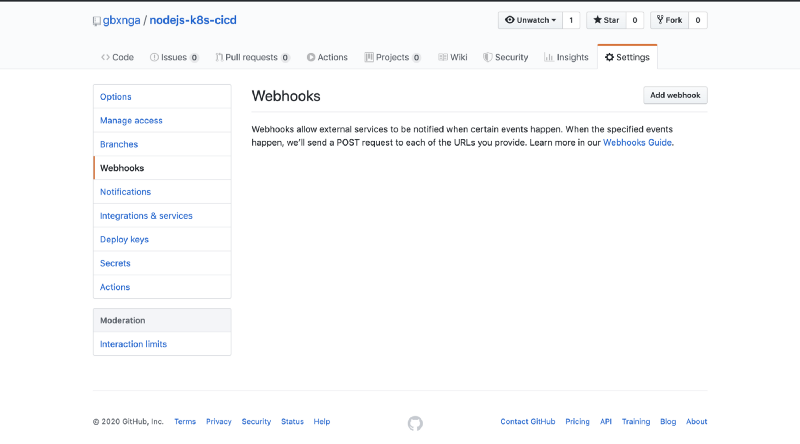 gbxnga / nodejs-k8s-cicd
Unwatch 1 Star 0 Fork 0
Code Issues 0 Pull requests 0 Actions Projects 0 Wiki Security Insights Settings
Options
Manage access
Branches
Webhooks
Notifications
Integrations & services
Deploy keys
Secrets
Actions
Moderation
Interaction limits
Webhooks
Add webhook
Webhooks allow external services to be notified when certain events happen. When the specified events
happen, we'll send a POST request to each of the URLs you provide. Learn more in our Webhooks Guide.
© 2020 GitHub, Inc. Terms Privacy Security Status Help Contact GitHub Pricing API Training Blog About